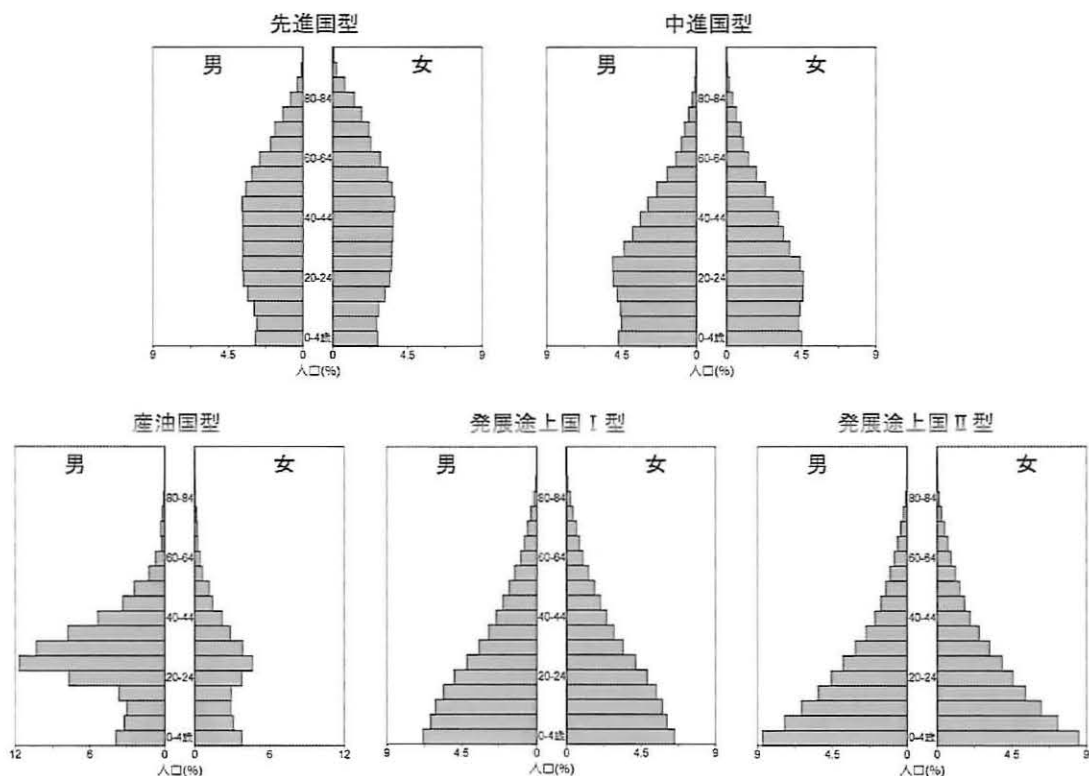 先進国型
男
女
80-84
60-64
40-44
20-24
0-4歳
9 4.5 0 0 4.5 9
人口(%)
中進国型
男
女
80-84
60-64
40-44
20-24
0-4歳
9 4.5 0 0 4.5 9
人口(%)
産油国型
男
女
80-84
60-64
40-44
20-24
0-4歳
12 6 0 0 6 12
人口(%)
発展途上国Ⅰ型
男
女
80-84
60-64
40-44
20-24
0-4歳
9 4.5 0 0 4.5 9
人口(%)
発展途上国Ⅱ型
男
女
80-84
60-64
40-44
20-24
0-4歳
9 4.5 0 0 4.5 9
人口(%)